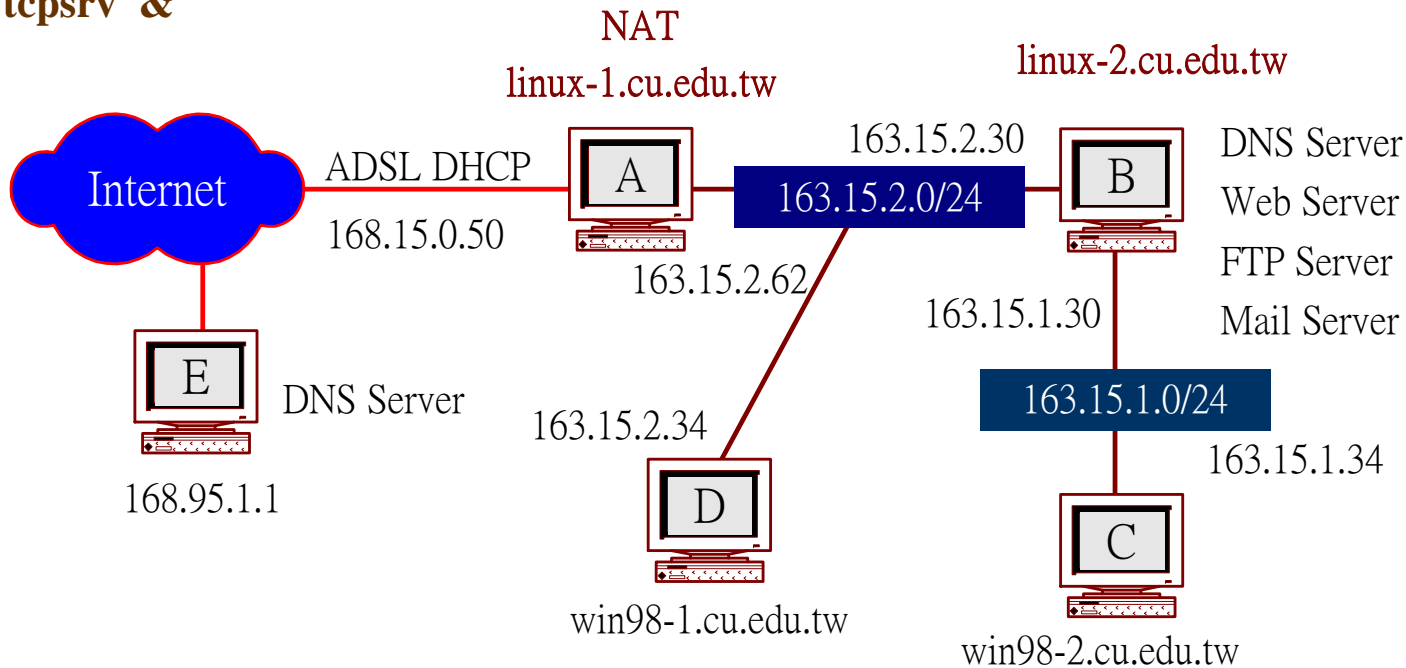 tcpsrv &
NAT
linux-1.cu.edu.tw
linux-2.cu.edu.tw
Internet
ADSL DHCP
168.15.0.50
A
163.15.2.62
163.15.2.0/24
163.15.2.30
B
DNS Server
Web Server
FTP Server
Mail Server
163.15.1.30
163.15.1.0/24
163.15.1.34
E
DNS Server
168.95.1.1
163.15.2.34
D
win98-1.cu.edu.tw
C
win98-2.cu.edu.tw